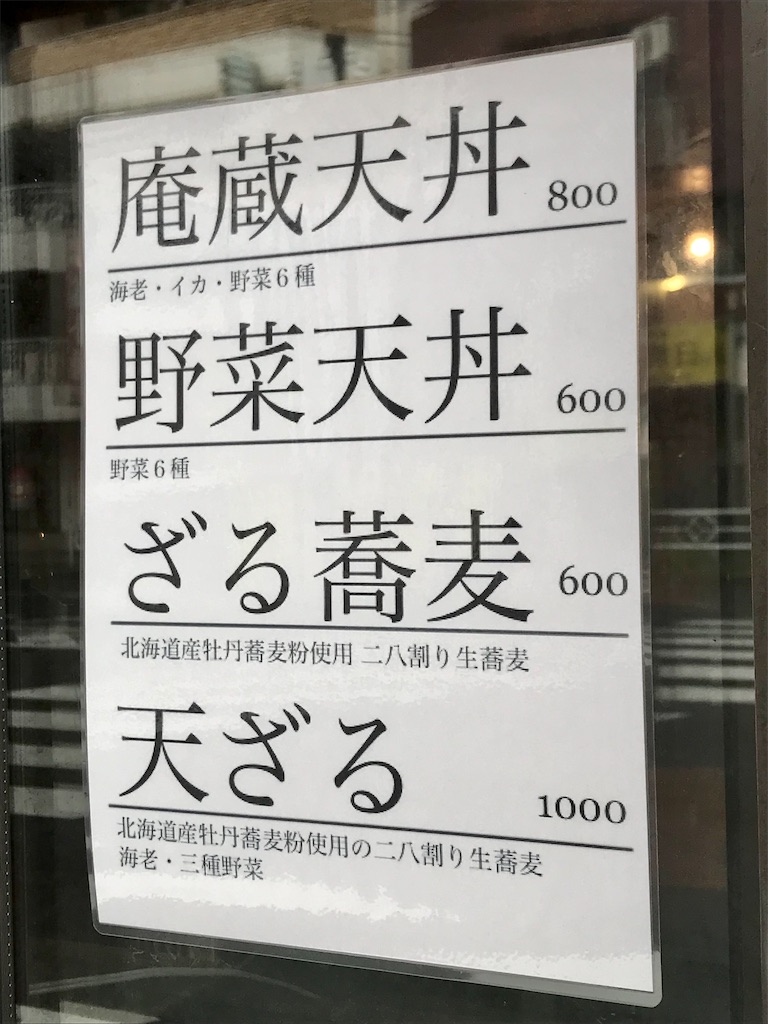 庵蔵天丼 800
海老・イカ・野菜6種
野菜天丼 600
野菜6種
ざる蕎麦 600
北海道産牡丹蕎麦粉使用 二八割り生蕎麦
天ざる 1000
北海道産牡丹蕎麦粉使用の二八割り生蕎麦
海老・三種野菜